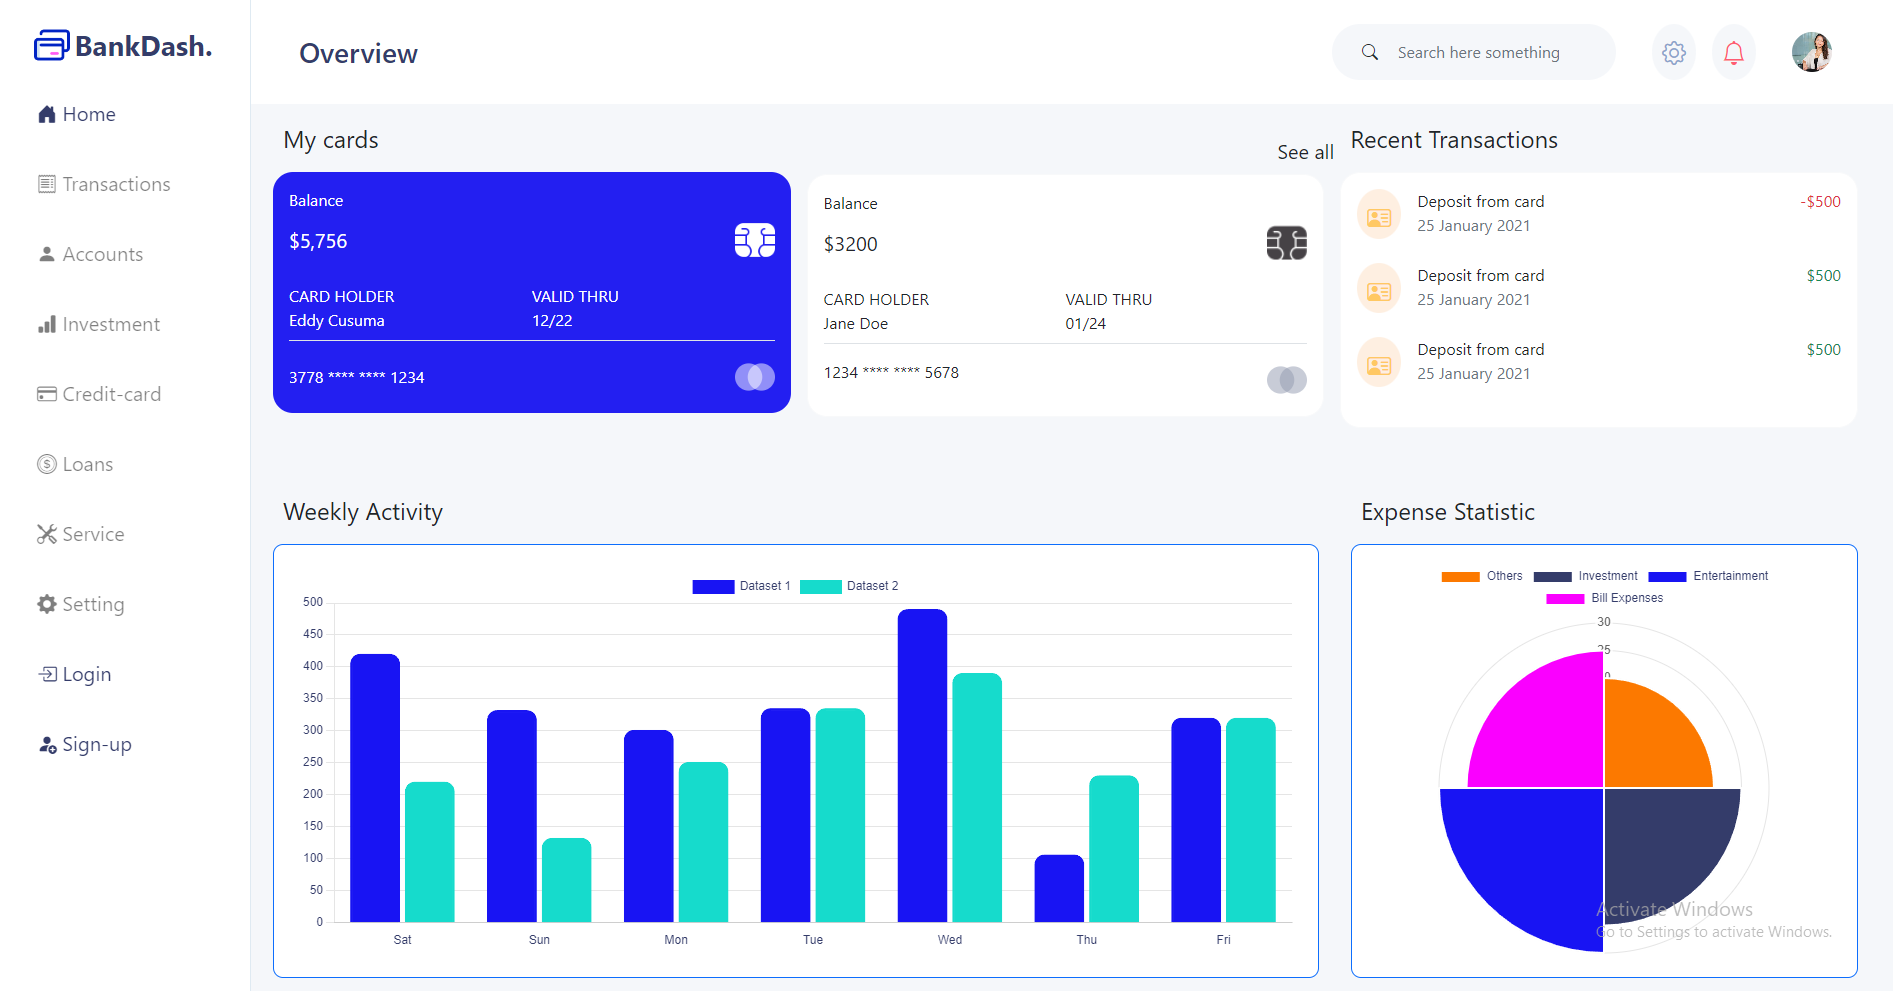 BankDash.
Home
Transactions
Accounts
Investment
Credit-card
Loans
Service
Setting
Login
Sign-up
Overview
Search here something
My cards
See all
Balance
$5,756
CARD HOLDER VALID THRU
Eddy Cusuma 12/22
3778 **** **** 1234
Balance
$3200
CARD HOLDER VALID THRU
Jane Doe 01/24
1234 **** **** 5678
Recent Transactions
Deposit from card -$500
25 January 2021
Deposit from card $500
25 January 2021
Deposit from card $500
25 January 2021
Weekly Activity
Dataset 1 Dataset 2
500
450
400
350
300
250
200
150
100
50
0
Sat Sun Mon Tue Wed Thu Fri
Expense Statistic
Others Investment Entertainment
Bill Expenses
30
25
Activate Windows
Go to Settings to activate Windows.